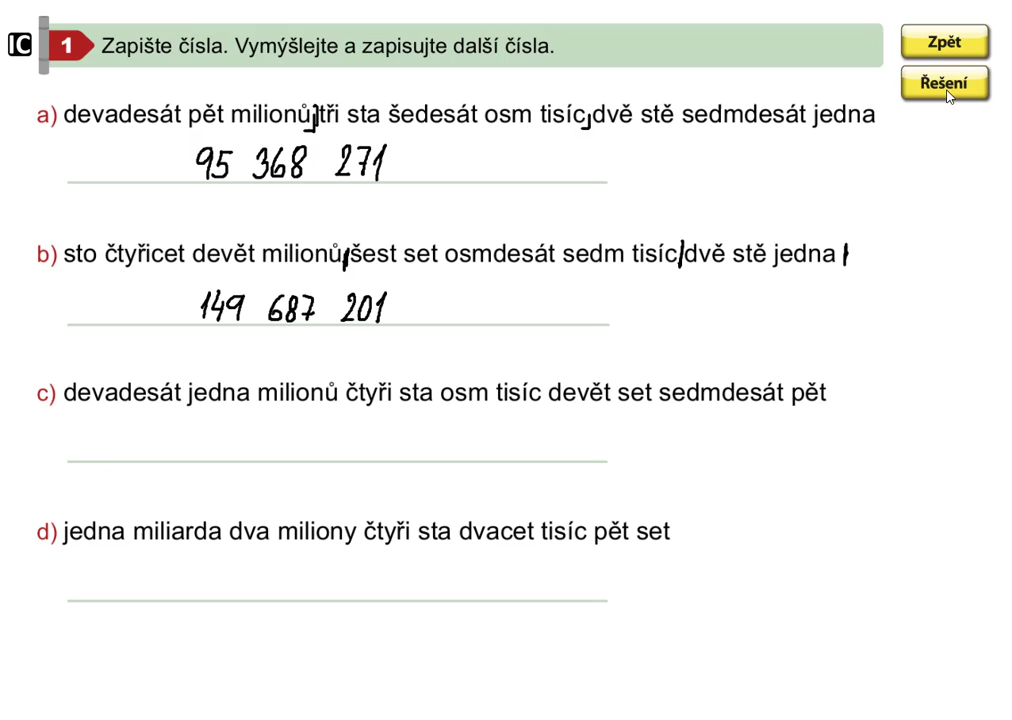 IC
1 Zapište čísla. Vymýšlejte a zapisujte další čísla.
Zpět
Řešení
a) devadesát pět milionů tři sta šedesát osm tisíc dvě stě sedmdesát jedna
95 368 271
b) sto čtyřicet devět milionů šest set osmdesát sedm tisíc dvě stě jedna
149 687 201
c) devadesát jedna milionů čtyři sta osm tisíc devět set sedmdesát pět
d) jedna miliarda dva miliony čtyři sta dvacet tisíc pět set